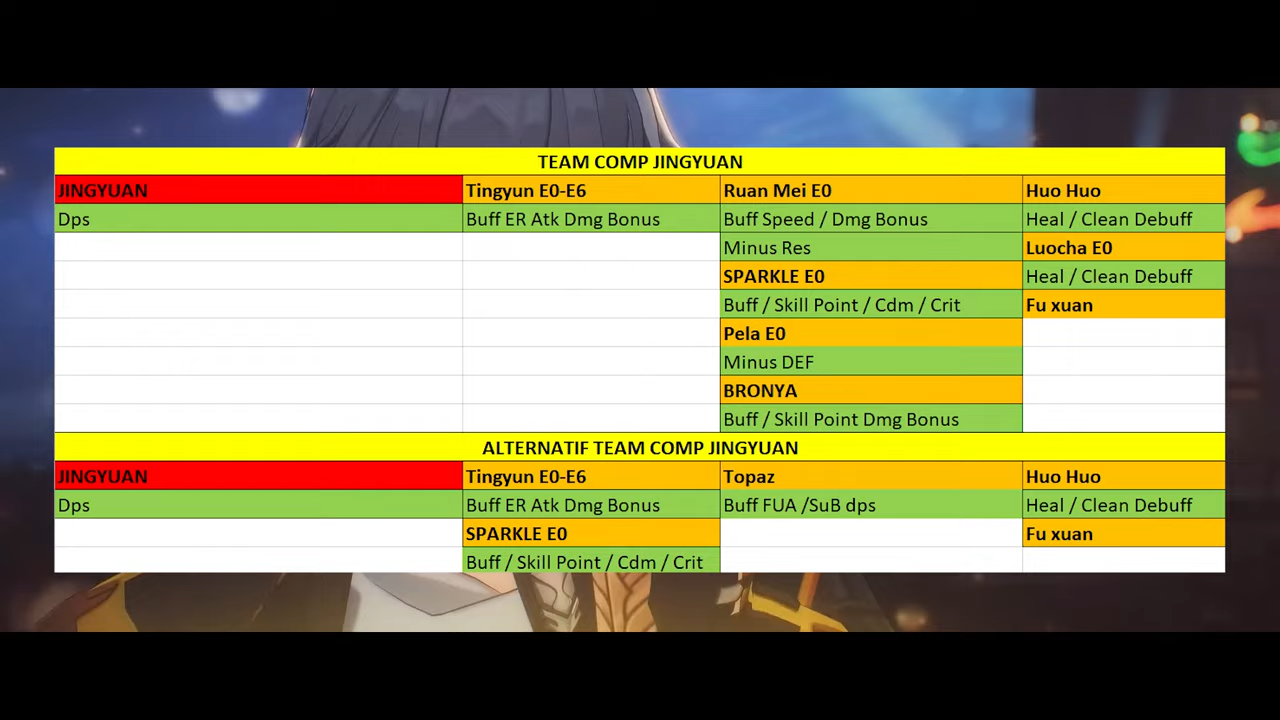 TEAM COMP JINGYUAN
JINGYUAN Tingyun E0-E6 Ruan Mei E0 Huo Huo
Dps Buff ER Atk Dmg Bonus Buff Speed / Dmg Bonus Heal / Clean Debuff
Minus Res Luocha E0
SPARKLE E0 Heal / Clean Debuff
Buff / Skill Point / Cdm / Crit Fu xuan
Pela E0
Minus DEF
BRONYA
Buff / Skill Point Dmg Bonus
ALTERNATIF TEAM COMP JINGYUAN
JINGYUAN Tingyun E0-E6 Topaz Huo Huo
Dps Buff ER Atk Dmg Bonus Buff FUA /SuB dps Heal / Clean Debuff
SPARKLE E0 Fu xuan
Buff / Skill Point / Cdm / Crit